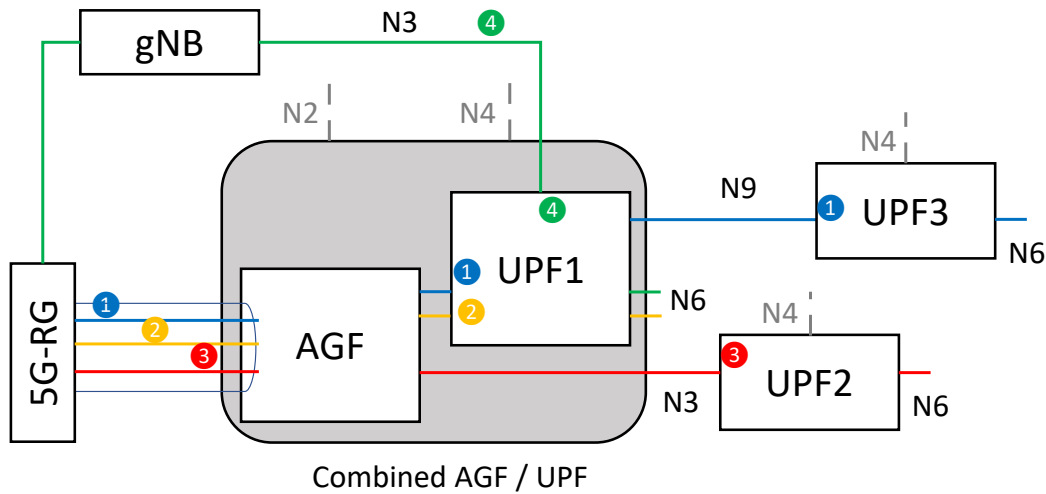 gNB
N3
4
N2
N4
N4
4
N9
1
UPF3
N6
1
UPF1
2
N6
5G-RG
1
2
3
AGF
N4
3
UPF2
N3
N6
Combined AGF / UPF